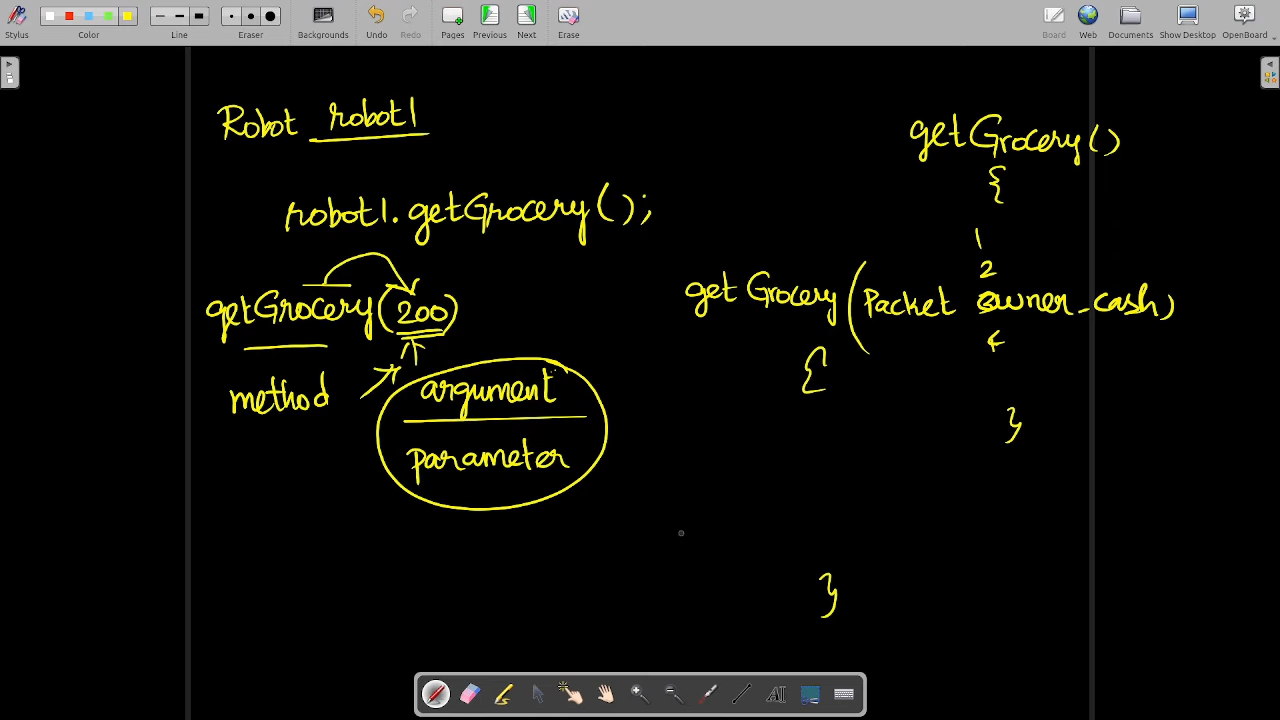 Stylus
Color
Line
Eraser
Backgrounds
Undo
Redo
Pages
Previous
Next
Erase
Board
Web
Documents
Show Desktop
OpenBoard
Robot robot1
robot1.getGrocery();
getGrocery(200)
method
argument
parameter
getGrocery()
{
1
2
4
}
getGrocery(Packet owner_cash)
{
}
AI